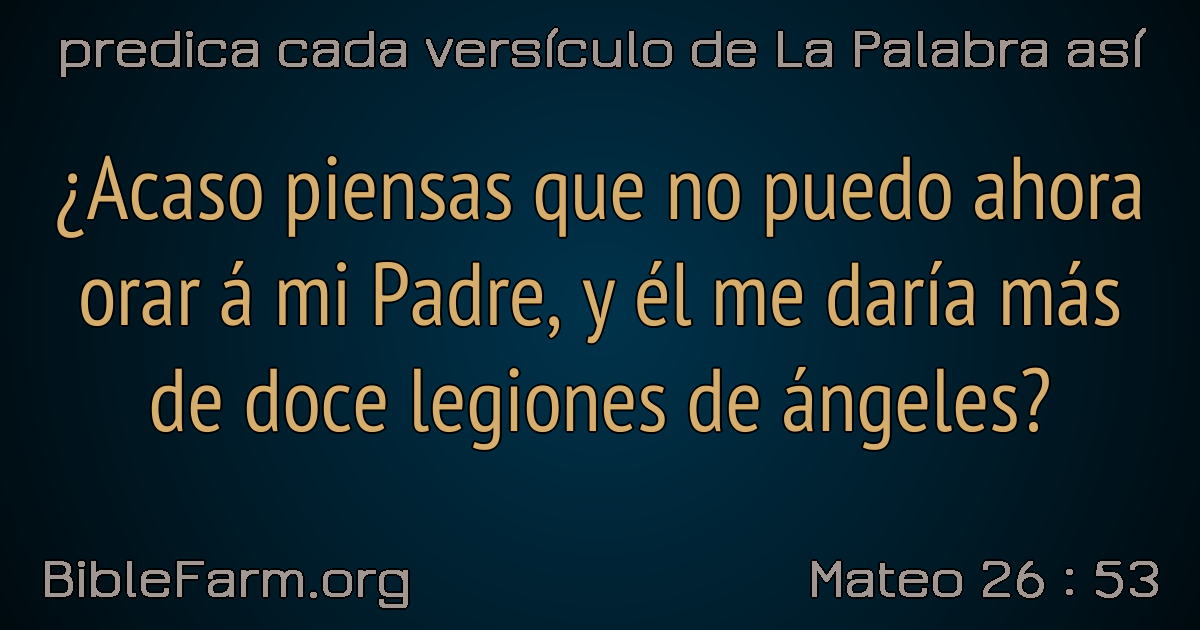 predica cada versículo de La Palabra así
¿Acaso piensas que no puedo ahora
orar á mi Padre, y él me daría más
de doce legiones de ángeles?
BibleFarm.org
Mateo 26 : 53